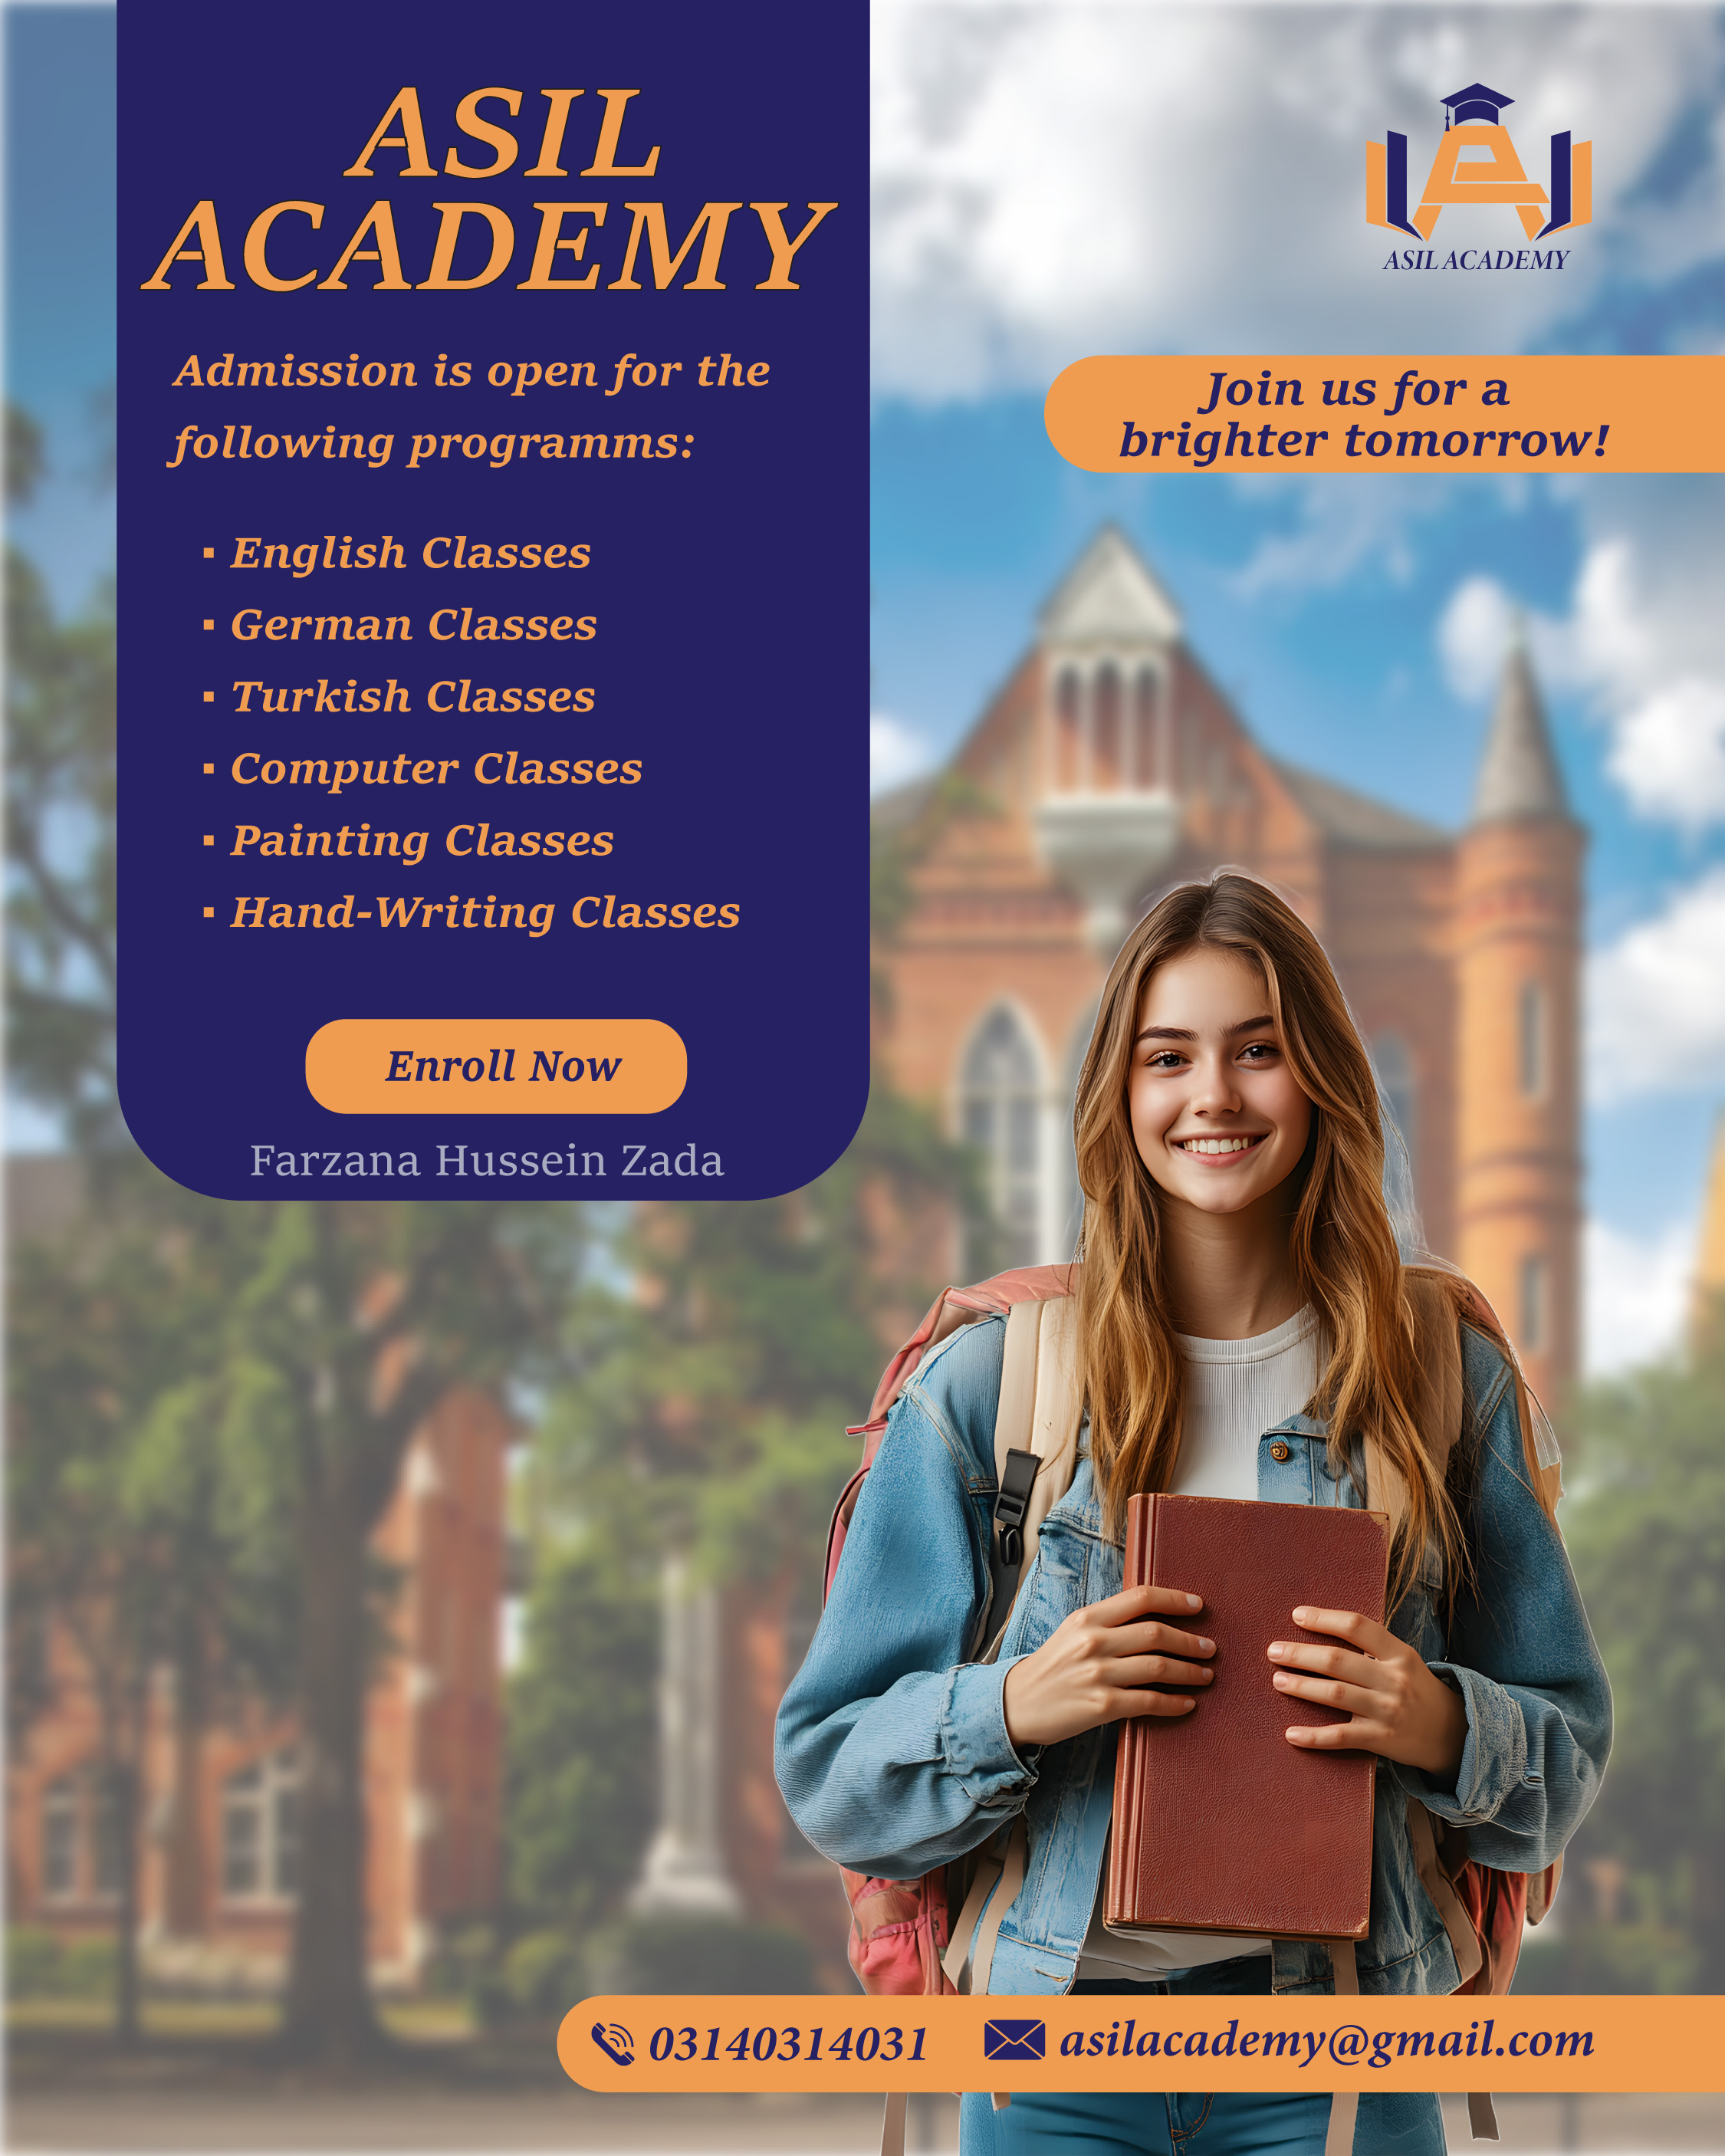 ASIL
ACADEMY
Admission is open for the
following programms:
▪ English Classes
▪ German Classes
▪ Turkish Classes
▪ Computer Classes
▪ Painting Classes
▪ Hand-Writing Classes
Enroll Now
Farzana Hussein Zada
ASIL ACADEMY
Join us for a
brighter tomorrow!
03140314031
asilacademy@gmail.com